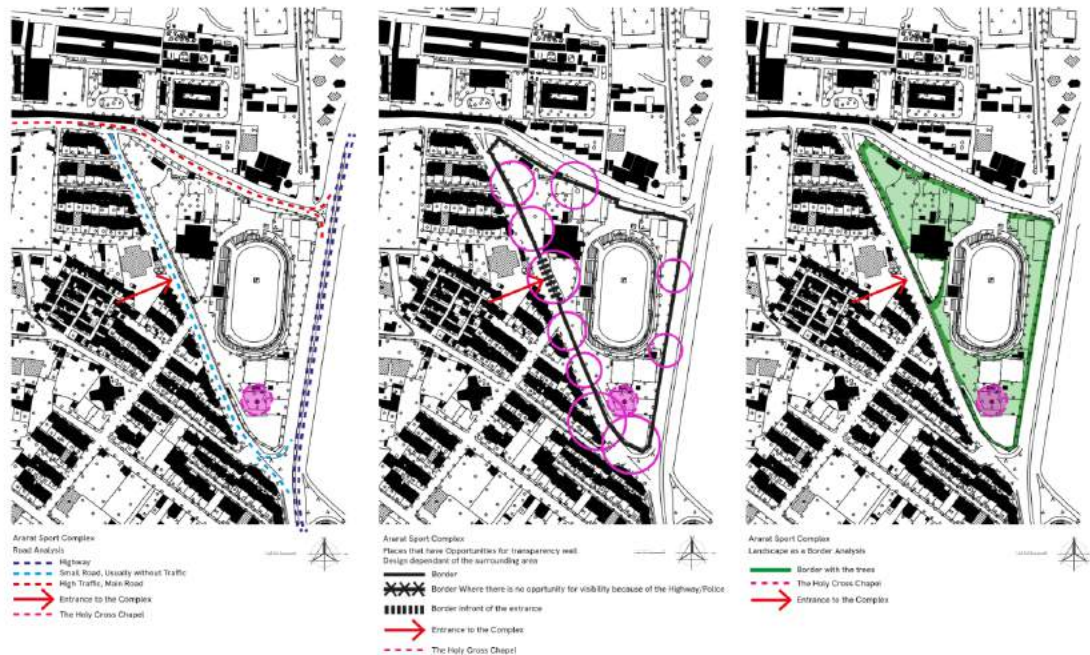 Ararat Sport Complex
Road Analysis
Highway
Small Road, Usually without Traffic
High Traffic, Main Road
Entrance to the Complex
The Holy Cross Chapel
Ararat Sport Complex
Places that have Opportunities for transparency wall
Design dependant of the surrounding area
Border
Border Where there is no opprtunity for visibility because of the Highway/Police
Border infront of the entrance
Entrance to the Complex
The Holy Cross Chapel
Ararat Sport Complex
Landscape as a Border Analysis
Border with the trees
The Holy Cross Chapel
Entrance to the Complex